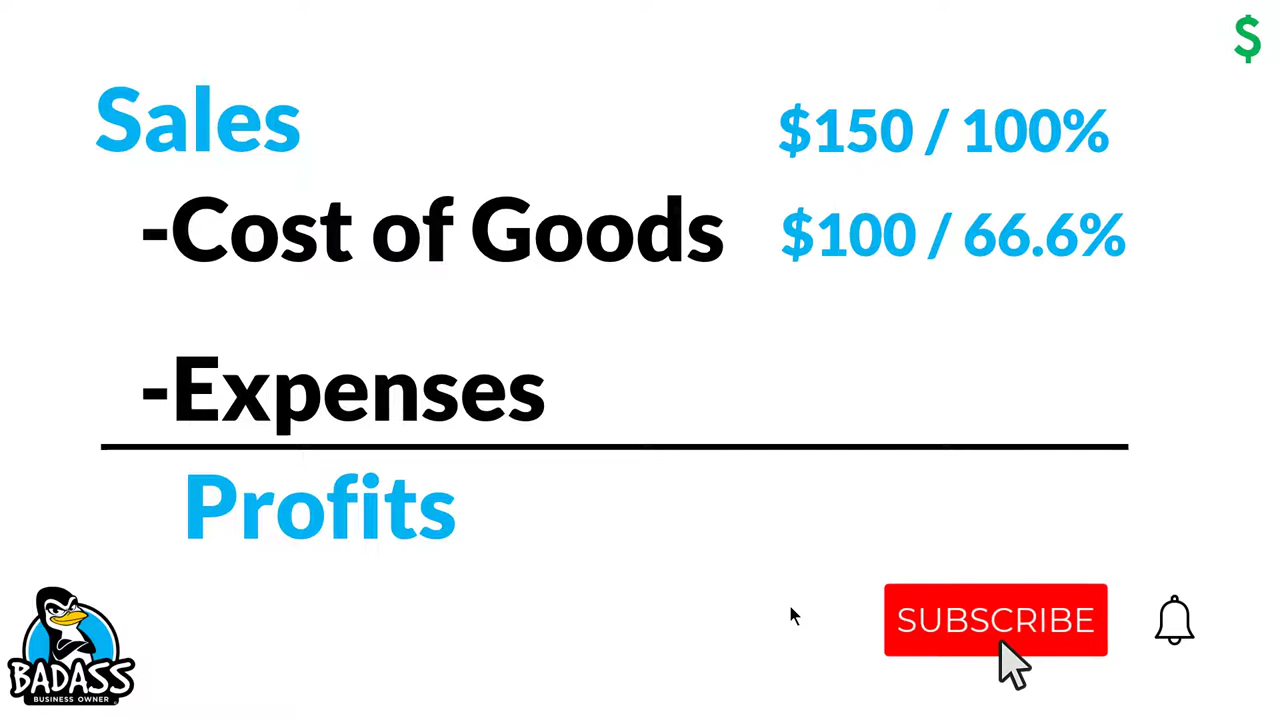 $
Sales $150 / 100%
-Cost of Goods $100 / 66.6%
-Expenses
Profits
SUBSCRIBE
BADASS
BUSINESS OWNER